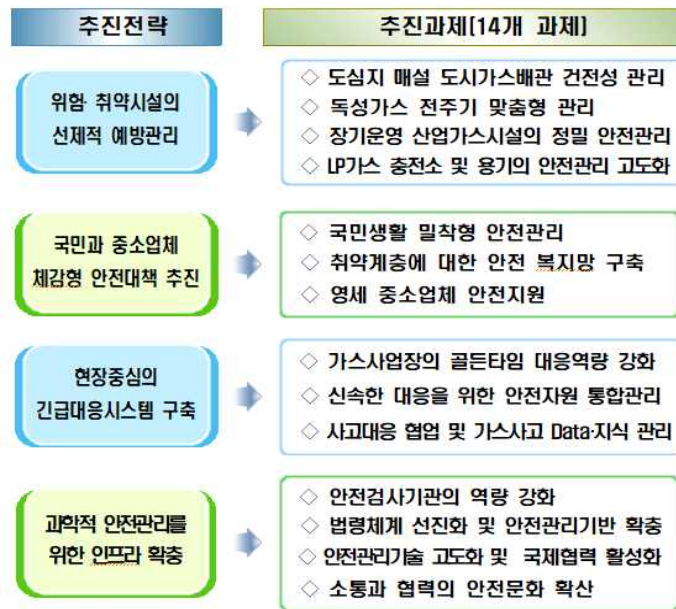 추진전략
추진과제[14개 과제]
위험· 취약시설의
선제적 예방관리
◇ 도심지 매설 도시가스배관 건전성 관리
◇ 독성가스 전주기 맞춤형 관리
◇ 장기운영 산업가스시설의 정밀 안전관리
◇ LP가스 충전소 및 용기의 안전관리 고도화
국민과 중소업체
체감형 안전대책 추진
◇ 국민생활 밀착형 안전관리
◇ 취약계층에 대한 안전 복지망 구축
◇ 영세 중소업체 안전지원
현장중심의
긴급대응시스템 구축
◇ 가스사업장의 골든타임 대응역량 강화
◇ 신속한 대응을 위한 안전자원 통합관리
◇ 사고대응 협업 및 가스사고 Data·지식 관리
과학적 안전관리를
위한 인프라 확충
◇ 안전검사기관의 역량 강화
◇ 법령체계 선진화 및 안전관리기반 확충
◇ 안전관리기술 고도화 및 국제협력 활성화
◇ 소통과 협력의 안전문화 확산